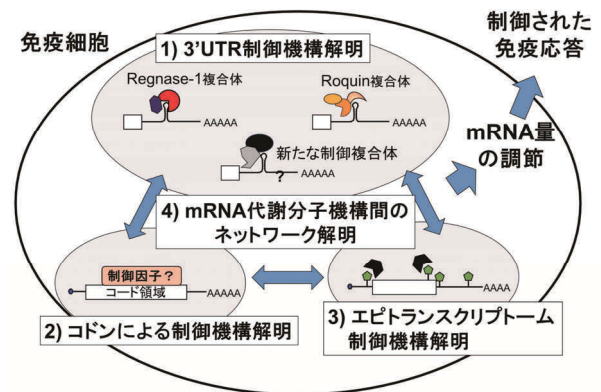 免疫細胞
制御された
免疫応答
1) 3'UTR制御機構解明
Regnase-1複合体
Roquin複合体
AAAAA
AAAAA
新たな制御複合体
?
AAAAA
mRNA量
の調節
4) mRNA代謝分子機構間の
ネットワーク解明
制御因子？
コード領域
AAAAA
2) コドンによる制御機構解明
AAAA
3) エピトランスクリプトーム
制御機構解明